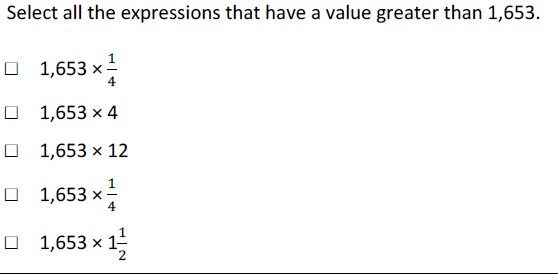 Select all the expressions that have a value greater than 1,653.
☐ 1,653 × 1/4
☐ 1,653 × 4
☐ 1,653 × 12
☐ 1,653 × 1/4
☐ 1,653 × 1 1/2